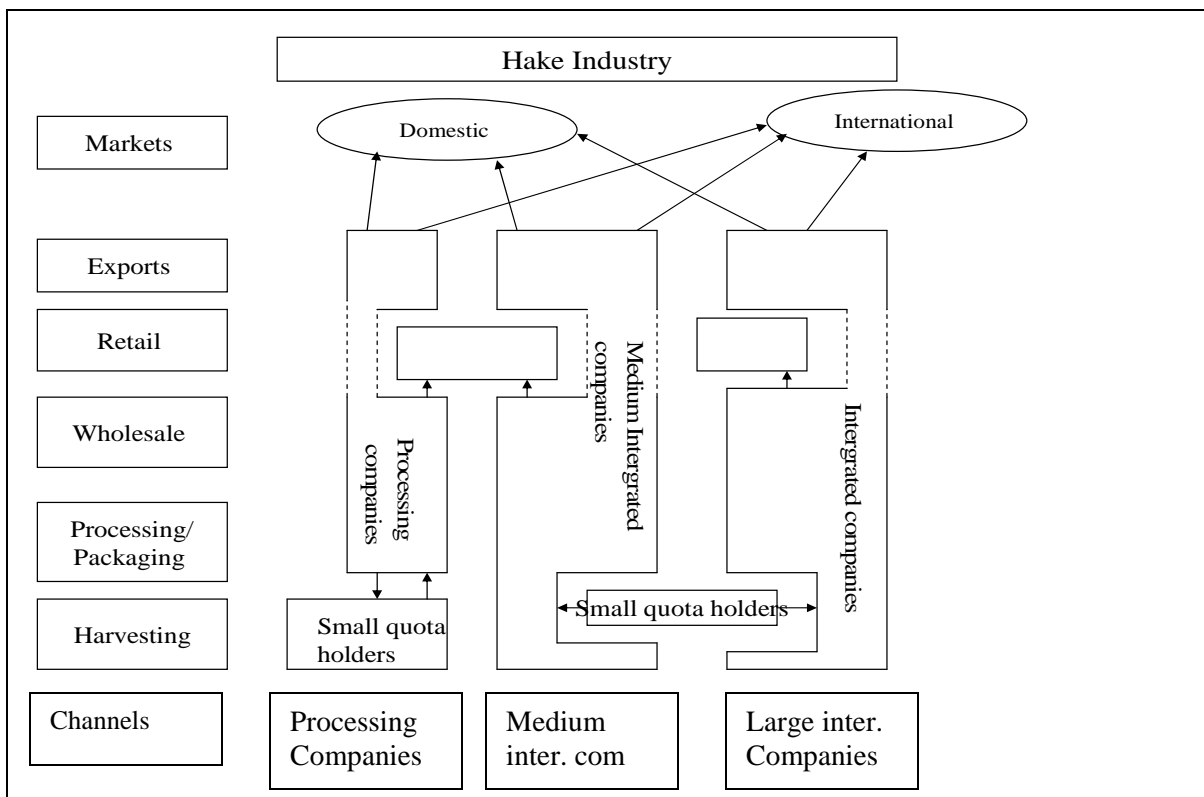 Hake Industry
Markets
Domestic
International
Exports
Retail
Wholesale
Processing/
Packaging
Harvesting
Processing
companies
Medium Intergrated
companies
Intergrated companies
Small quota
holders
Small quota holders
Channels
Processing
Companies
Medium
inter. com
Large inter.
Companies